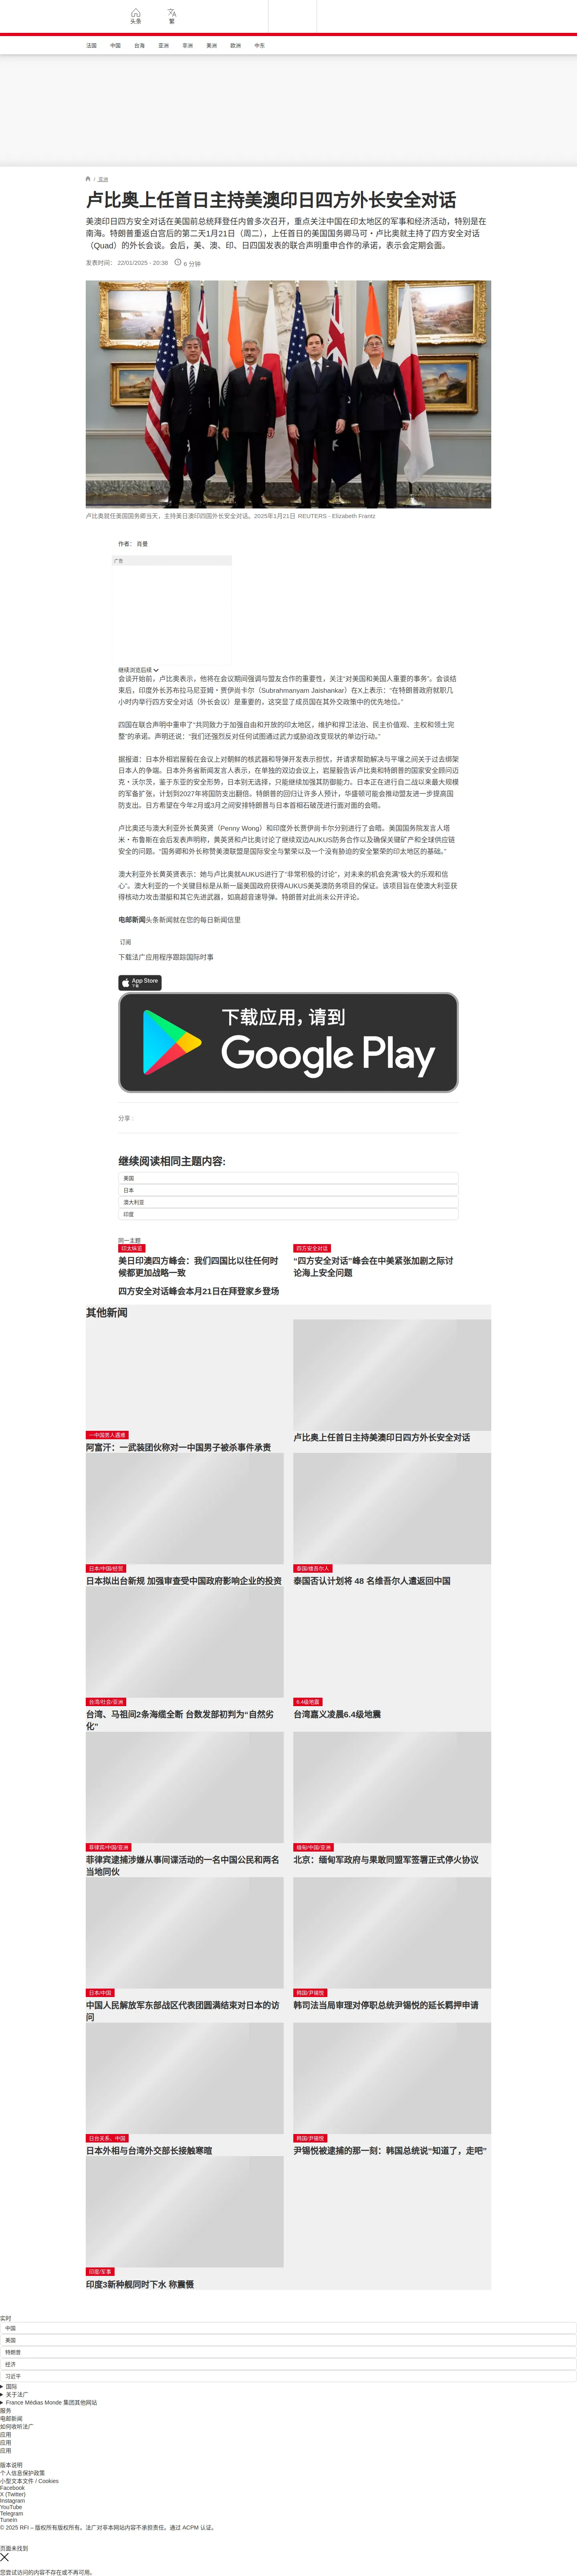 头条
繁
法国 中国 台海 亚洲 非洲 美洲 欧洲 中东
/ 亚洲
卢比奥上任首日主持美澳印日四方外长安全对话
美澳印日四方安全对话在美国前总统拜登任内曾多次召开，重点关注中国在印太地区的军事和经济活动，特别是在
南海。特朗普重返白宫后的第二天1月21日（周二），上任首日的美国国务卿马可・卢比奥就主持了四方安全对话
（Quad）的外长会谈。会后，美、澳、印、日四国发表的联合声明重申合作的承诺，表示会定期会面。
发表时间： 22/01/2025 - 20:38 6 分钟
卢比奥就任美国国务卿当天，主持美日澳印四国外长安全对话。2025年1月21日 REUTERS - Elizabeth Frantz
作者： 肖曼
广告
继续浏览后续
会谈开始前，卢比奥表示，他将在会议期间强调与盟友合作的重要性，关注“对美国和美国人重要的事务”。会谈结
束后，印度外长苏布拉马尼亚姆・贾伊尚卡尔（Subrahmanyam Jaishankar）在X上表示：“在特朗普政府就职几
小时内举行四方安全对话（外长会议）是重要的，这突显了成员国在其外交政策中的优先地位。”
四国在联合声明中重申了“共同致力于加强自由和开放的印太地区，维护和捍卫法治、民主价值观、主权和领土完
整”的承诺。声明还说：“我们还强烈反对任何试图通过武力或胁迫改变现状的单边行动。”
据报道：日本外相岩屋毅在会议上对朝鲜的核武器和导弹开发表示担忧，并请求帮助解决与平壤之间关于过去绑架
日本人的争端。日本外务省新闻发言人表示，在单独的双边会议上，岩屋毅告诉卢比奥和特朗普的国家安全顾问迈
克・沃尔茨，鉴于东亚的安全形势，日本别无选择，只能继续加强其防御能力。日本正在进行自二战以来最大规模
的军备扩张，计划到2027年将国防支出翻倍。特朗普的回归让许多人预计，华盛顿可能会推动盟友进一步提高国
防支出。日方希望在今年2月或3月之间安排特朗普与日本首相石破茂进行面对面的会晤。
卢比奥还与澳大利亚外长黄英贤（Penny Wong）和印度外长贾伊尚卡尔分别进行了会晤。美国国务院发言人塔
米・布鲁斯在会后发表声明称，黄英贤和卢比奥讨论了继续双边AUKUS防务合作以及确保关键矿产和全球供应链
安全的问题。“国务卿和外长称赞美澳联盟是国际安全与繁荣以及一个没有胁迫的安全繁荣的印太地区的基础。”
澳大利亚外长黄英贤表示：她与卢比奥就AUKUS进行了“非常积极的讨论”，对未来的机会充满“极大的乐观和信
心”。澳大利亚的一个关键目标是从新一届美国政府获得AUKUS美英澳防务项目的保证。该项目旨在使澳大利亚获
得核动力攻击潜艇和其它先进武器，如高超音速导弹。特朗普对此尚未公开评论。
电邮新闻头条新闻就在您的每日新闻信里
订阅
下载法广应用程序跟踪国际时事
App Store
下载
下载应用，请到
Google Play
分享 :
继续阅读相同主题内容:
美国
日本
澳大利亚
印度
同一主题
印太纵览
美日印澳四方峰会：我们四国比以往任何时
候都更加战略一致
四方安全对话
“四方安全对话”峰会在中美紧张加剧之际讨
论海上安全问题
四方安全对话峰会本月21日在拜登家乡登场
其他新闻
一中国男人遇难
阿富汗：一武装团伙称对一中国男子被杀事件承责
卢比奥上任首日主持美澳印日四方外长安全对话
日本/中国/经贸
日本拟出台新规 加强审查受中国政府影响企业的投资
泰国/维吾尔人
泰国否认计划将 48 名维吾尔人遣返回中国
台湾/社会/亚洲
台湾、马祖间2条海缆全断 台数发部初判为“自然劣
化”
6.4级地震
台湾嘉义凌晨6.4级地震
菲律宾/中国/亚洲
菲律宾逮捕涉嫌从事间谍活动的一名中国公民和两名
当地同伙
缅甸/中国/亚洲
北京：缅甸军政府与果敢同盟军签署正式停火协议
日本/中国
中国人民解放军东部战区代表团圆满结束对日本的访
问
韩国/尹锡悦
韩司法当局审理对停职总统尹锡悦的延长羁押申请
日台关系、中国
日本外相与台湾外交部长接触寒暄
韩国/尹锡悦
尹锡悦被逮捕的那一刻：韩国总统说“知道了，走吧”
印度/军事
印度3新种舰同时下水 称震慑
实时
中国
美国
特朗普
经济
习近平
国际
关于法广
France Médias Monde 集团其他网站
服务
电邮新闻
如何收听法广
应用
应用
应用
版本说明
个人信息保护政策
小型文本文件 / Cookies
Facebook
X (Twitter)
Instagram
YouTube
Telegram
TuneIn
© 2025 RFI – 版权所有版权所有。法广对非本网站内容不承担责任。通过 ACPM 认证。
页面未找到
您尝试访问的内容不存在或不再可用。